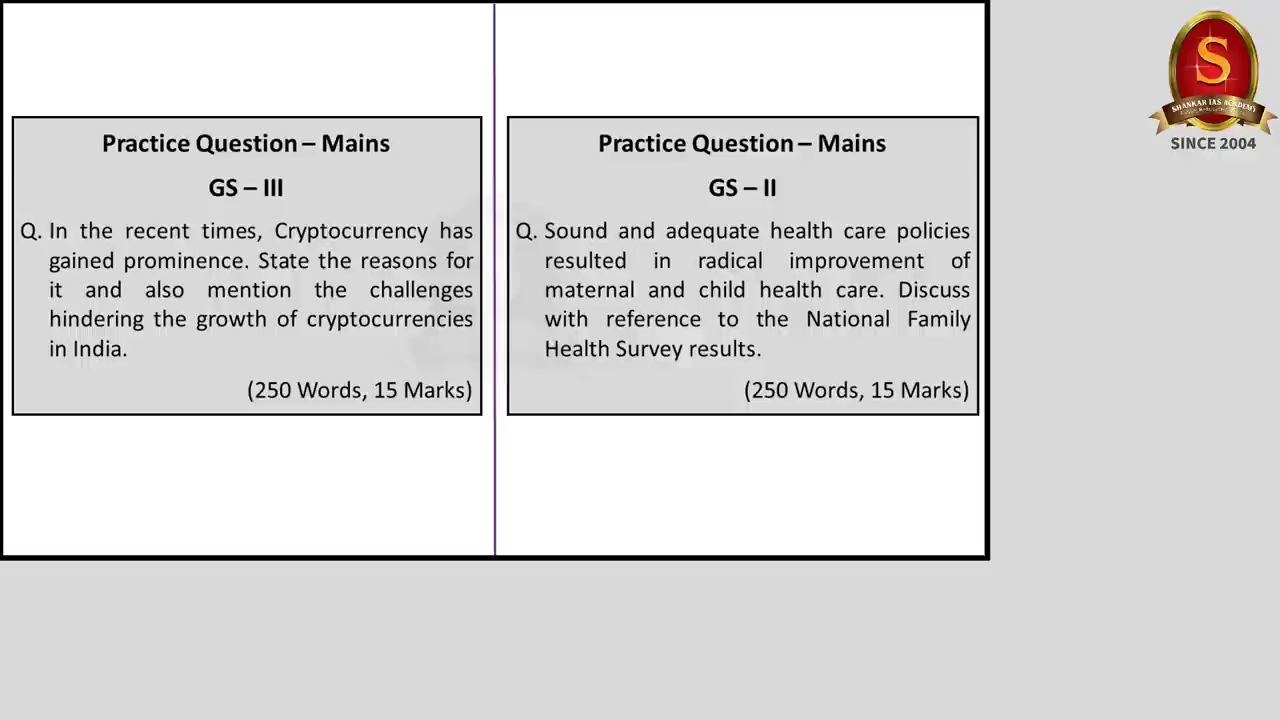 Practice Question – Mains
GS – III
Q. In the recent times, Cryptocurrency has
gained prominence. State the reasons for
it and also mention the challenges
hindering the growth of cryptocurrencies
in India.
(250 Words, 15 Marks)
Practice Question – Mains
GS – II
Q. Sound and adequate health care policies
resulted in radical improvement of
maternal and child health care. Discuss
with reference to the National Family
Health Survey results.
(250 Words, 15 Marks)
S
SHANKAR IAS ACADEMY
SINCE 2004